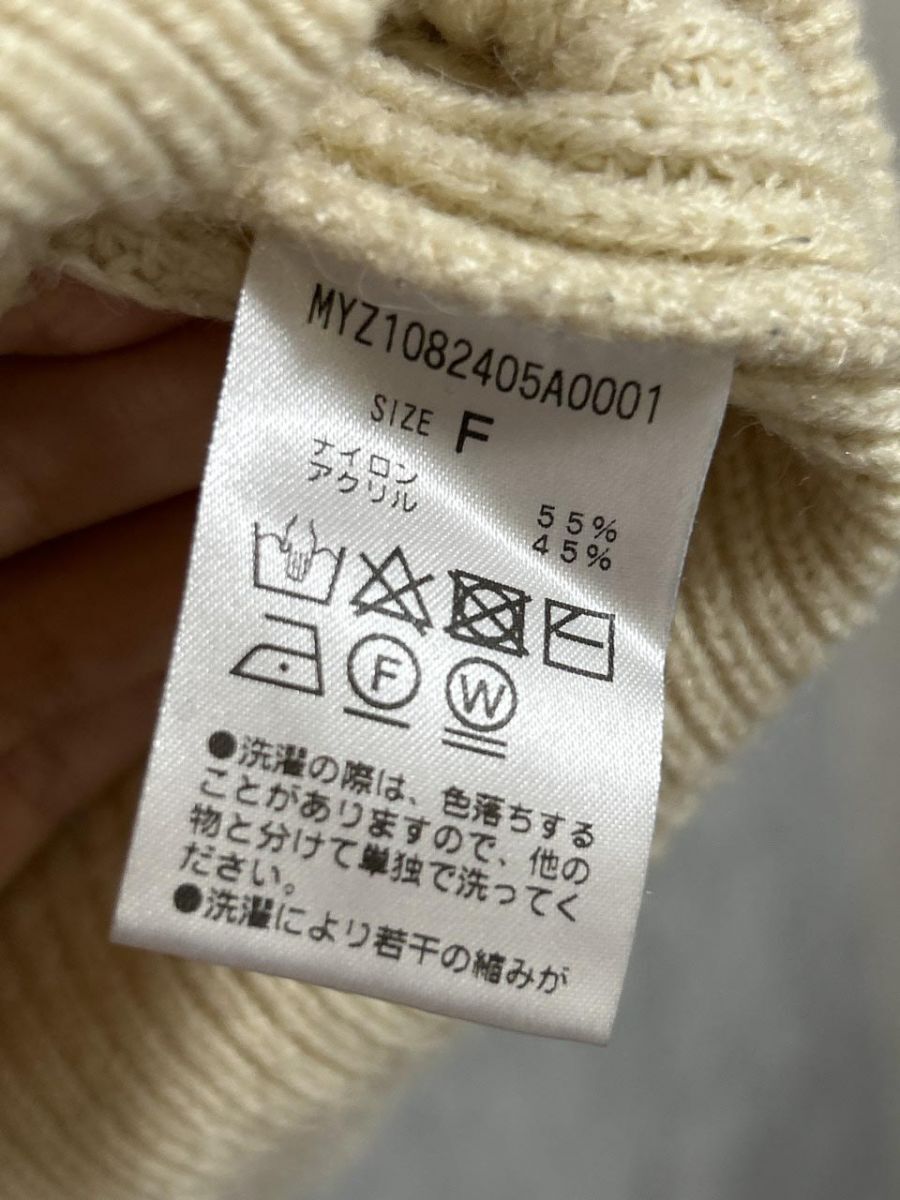 MYZ1082405A0001
SIZE F
ナイロン 55%
アクリル 45%
F
W
●洗濯の際は、色落ちする
ことがありますので、他の
物と分けて単独で洗ってく
ださい。
●洗濯により若干の縮みが